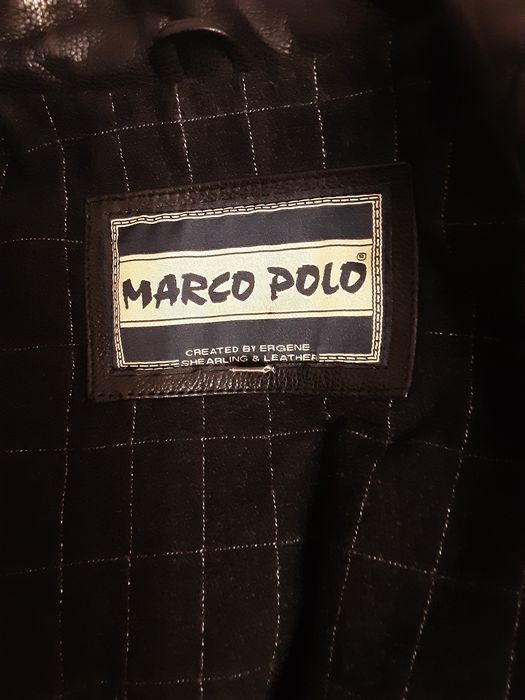 MARCO POLO®
CREATED BY ERGENE
SHEARLING & LEATHER